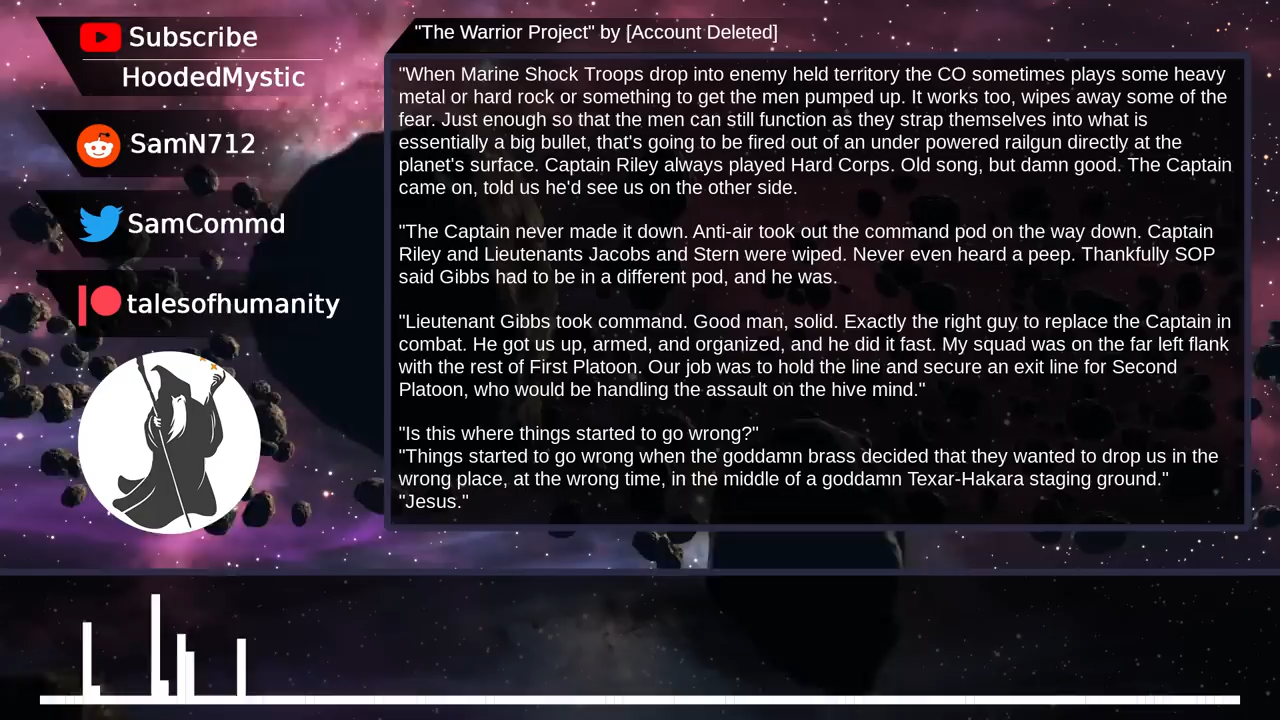 Subscribe
HoodedMystic
SamN712
SamCommd
talesofhumanity
"The Warrior Project" by [Account Deleted]
"When Marine Shock Troops drop into enemy held territory the CO sometimes plays some heavy
metal or hard rock or something to get the men pumped up. It works too, wipes away some of the
fear. Just enough so that the men can still function as they strap themselves into what is
essentially a big bullet, that's going to be fired out of an under powered railgun directly at the
planet's surface. Captain Riley always played Hard Corps. Old song, but damn good. The Captain
came on, told us he'd see us on the other side.
"The Captain never made it down. Anti-air took out the command pod on the way down. Captain
Riley and Lieutenants Jacobs and Stern were wiped. Never even heard a peep. Thankfully SOP
said Gibbs had to be in a different pod, and he was.
"Lieutenant Gibbs took command. Good man, solid. Exactly the right guy to replace the Captain in
combat. He got us up, armed, and organized, and he did it fast. My squad was on the far left flank
with the rest of First Platoon. Our job was to hold the line and secure an exit line for Second
Platoon, who would be handling the assault on the hive mind."
"Is this where things started to go wrong?"
"Things started to go wrong when the goddamn brass decided that they wanted to drop us in the
wrong place, at the wrong time, in the middle of a goddamn Texar-Hakara staging ground."
"Jesus."